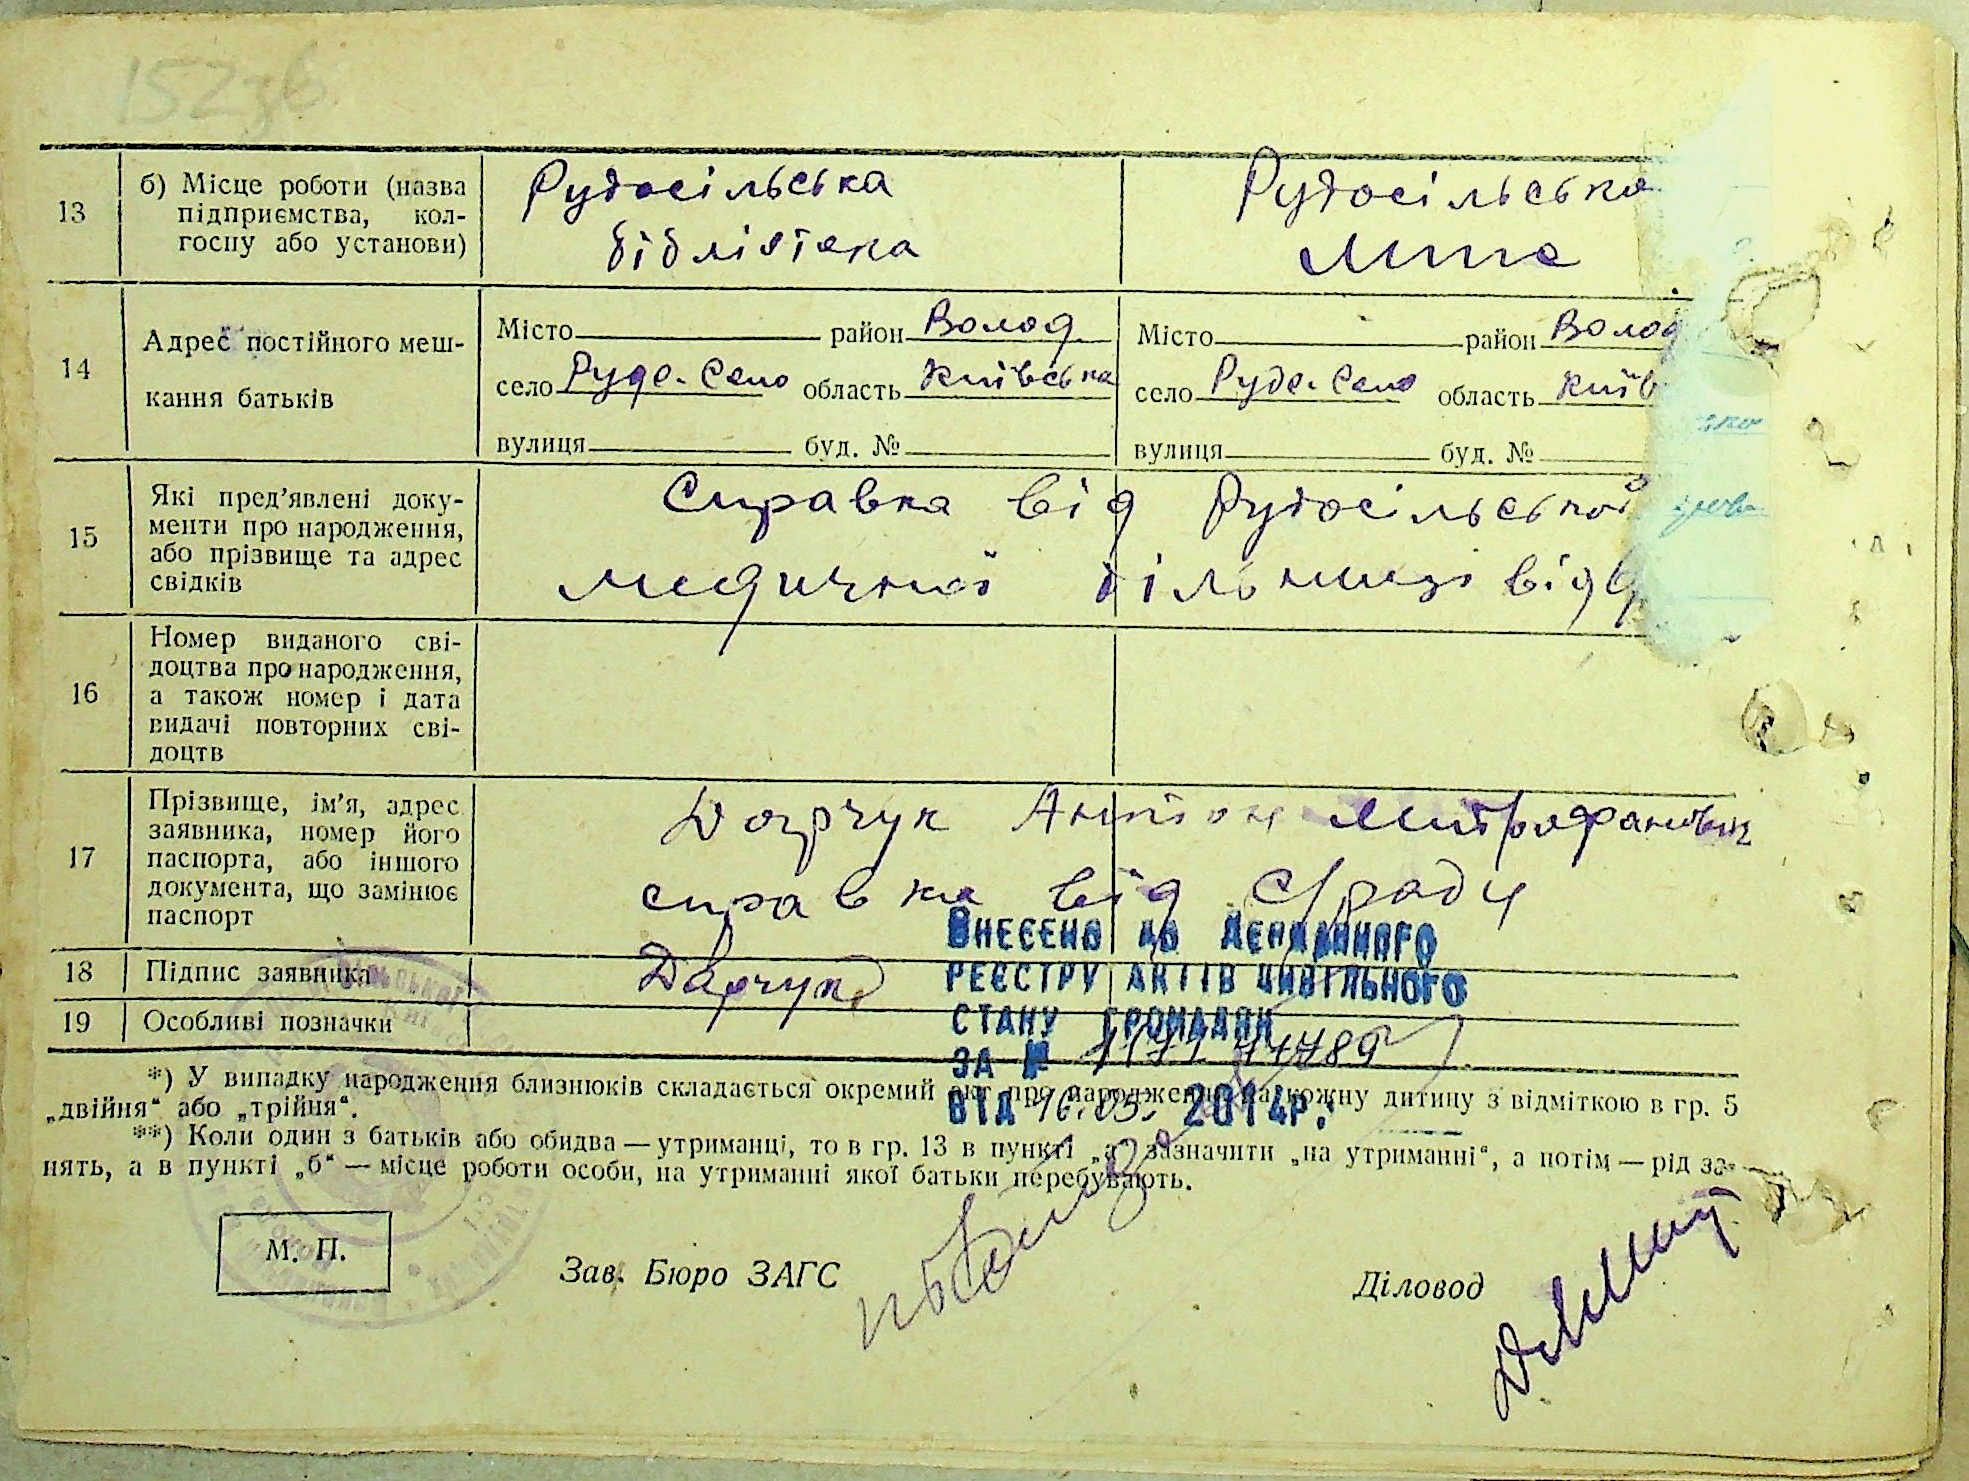 152зв
13 б) Місце роботи (назва Рудосільська Рудосільська
підприємства, кол-
госпу або установи) бібліотека
14 Адрес постійного меш-
кання батьків
Місто район Волод Місто район Волод
село Руде-Село область Київська село Руде-Село область Київ
вулиця буд. № вулиця буд. №
15 Які пред'явлені доку- Справка від Рудосільської
менти про народження,
або прізвище та адрес медичної дільниці від
свідків
16 Номер виданого сві-
доцтва про народження,
а також номер і дата
видачі повторних сві-
доцтв
17 Прізвище, ім'я, адрес Дарчук Антон Митрофанович
заявника, номер його
паспорта, або іншого справка від с/ради
документа, що замінює
паспорт
Внесено до Державного
18 Підпис заявника Дарчук реєстру актів цивільного
19 Особливі позначки стану громадян
за №
*) У випадку народження близнюків складається окремий акт про народження на кожну дитину з відміткою в гр. 5
від 16.05. 2014р.
„двійня“ або „трійня“.
**) Коли один з батьків або обидва — утриманці, то в гр. 13 в пункті „а“ зазначити „на утриманні“, а потім — рід за-
нять, а в пункті „б“ — місце роботи особи, на утриманні якої батьки перебувають.
М. П.
Зав. Бюро ЗАГС Діловод